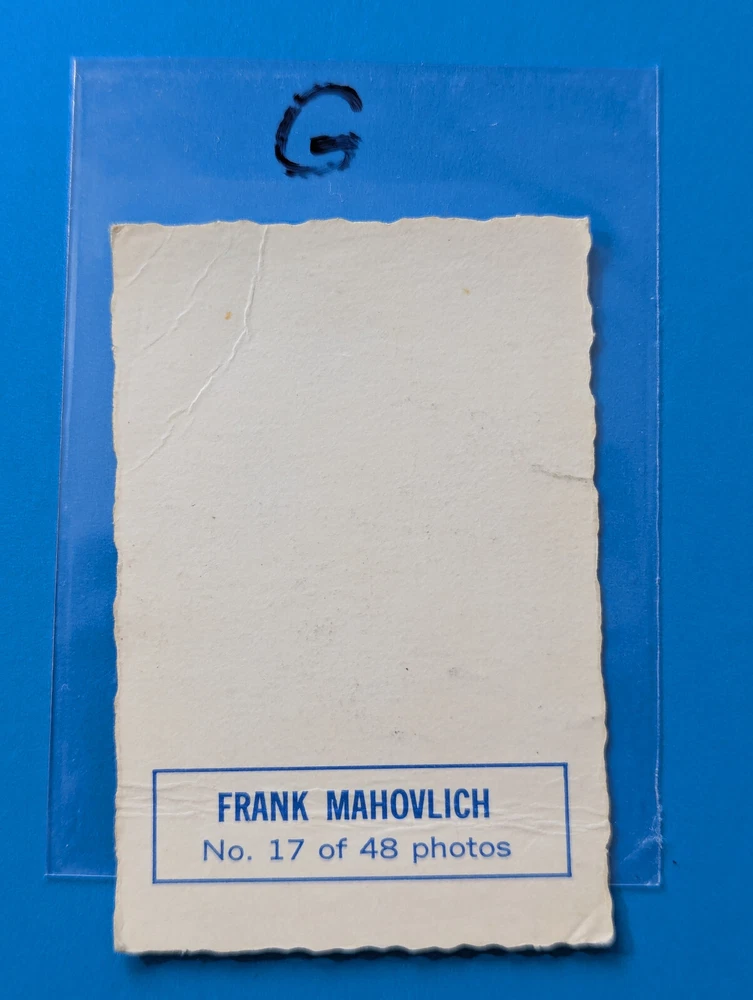 G
FRANK MAHOVLICH
No. 17 of 48 photos